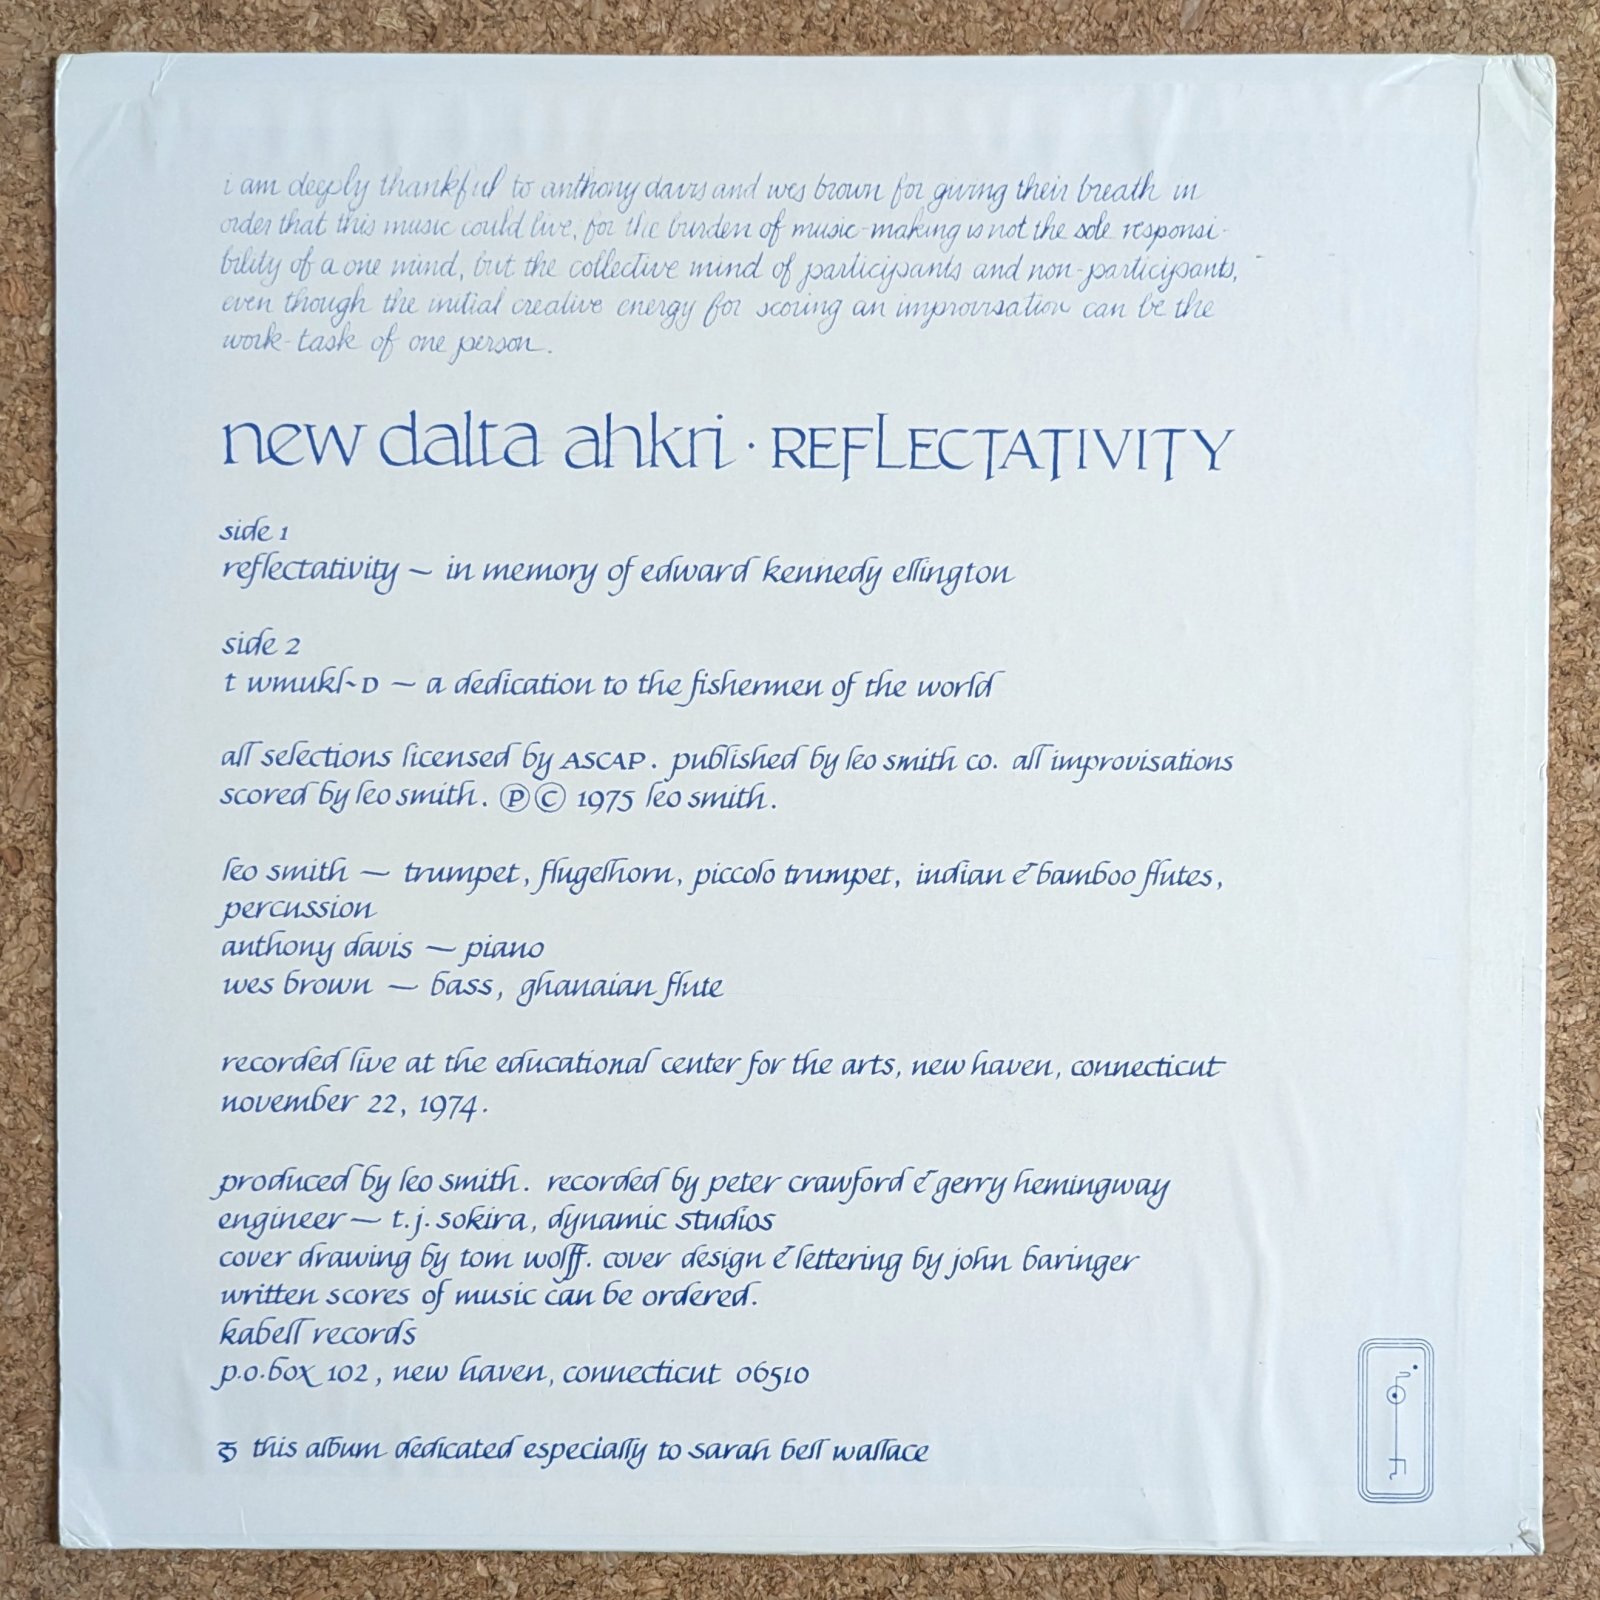 i am deeply thankful to anthony davis and wes brown for giving their breath in
order that this music could live, for the burden of music-making is not the sole responsi-
bility of a one mind, but the collective mind of participants and non-participants,
even though the initial creative energy for scoring an improvisation can be the
work-task of one person.
new dalta ahkri · REFLECTATIVITY
side 1
reflectativity — in memory of edward kennedy ellington
side 2
t wmukl-D — a dedication to the fishermen of the world
all selections licensed by ASCAP. published by leo smith co. all improvisations
scored by leo smith. Ⓟ© 1975 leo smith.
leo smith — trumpet, flugelhorn, piccolo trumpet, indian & bamboo flutes,
percussion
anthony davis — piano
wes brown — bass, ghanaian flute
recorded live at the educational center for the arts, new haven, connecticut
november 22, 1974.
produced by leo smith. recorded by peter crawford & gerry hemingway
engineer — t.j. sokira, dynamic studios
cover drawing by tom wolff. cover design & lettering by john baringer
written scores of music can be ordered.
kabell records
p.o. box 102, new haven, connecticut 06510
this album dedicated especially to sarah bell wallace